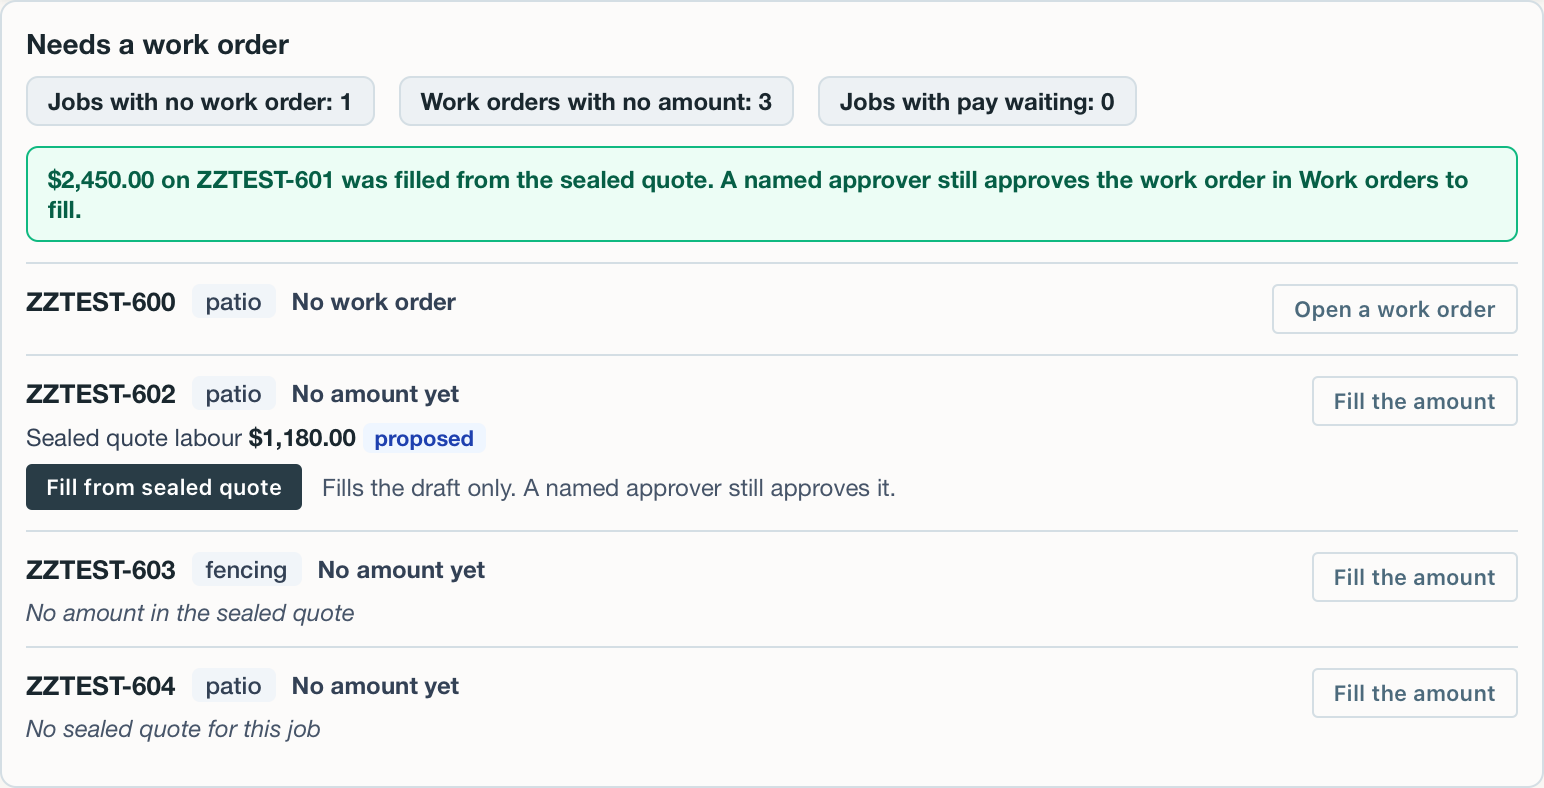 Needs a work order
Jobs with no work order: 1
Work orders with no amount: 3
Jobs with pay waiting: 0
$2,450.00 on ZZTEST-601 was filled from the sealed quote. A named approver still approves the work order in Work orders to
fill.
ZZTEST-600 patio No work order
Open a work order
ZZTEST-602 patio No amount yet
Fill the amount
Sealed quote labour $1,180.00 proposed
Fill from sealed quote
Fills the draft only. A named approver still approves it.
ZZTEST-603 fencing No amount yet
Fill the amount
No amount in the sealed quote
ZZTEST-604 patio No amount yet
Fill the amount
No sealed quote for this job